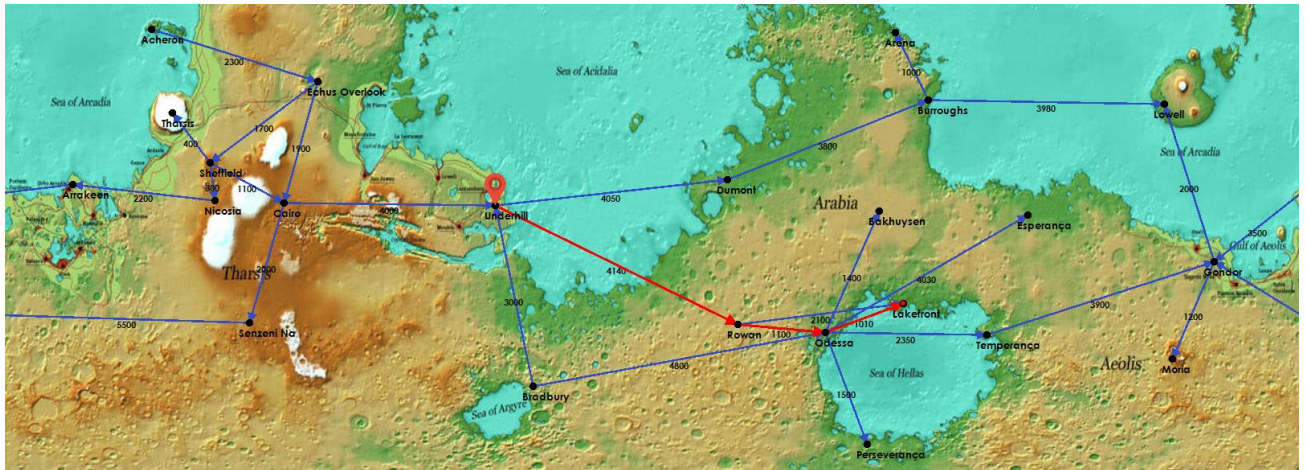 Acheron
2300
Echus Overlook
Sea of Arcadia
Tharsis
400
1700
1900
Sheffield
1100
Arrakeen
2200
300
Nicosia
Cairo
4000
Underhill
Tharsis
2000
5500
Senzeni Na
3000
Sea of Argyre
Bradbury
Sea of Acidalia
4050
Dumont
4140
4800
Rowan
1100
Arena
1000
Burroughs
3800
3980
Arabia
Bakhuysen
Esperança
1400
4030
2100
1010
Lakefront
2350
Odessa
Temperança
Sea of Hellas
1500
Perseverança
Lowell
Sea of Arcadia
2000
3500
Gulf of Aeolis
Gondor
3900
1200
Aeolis
Moria